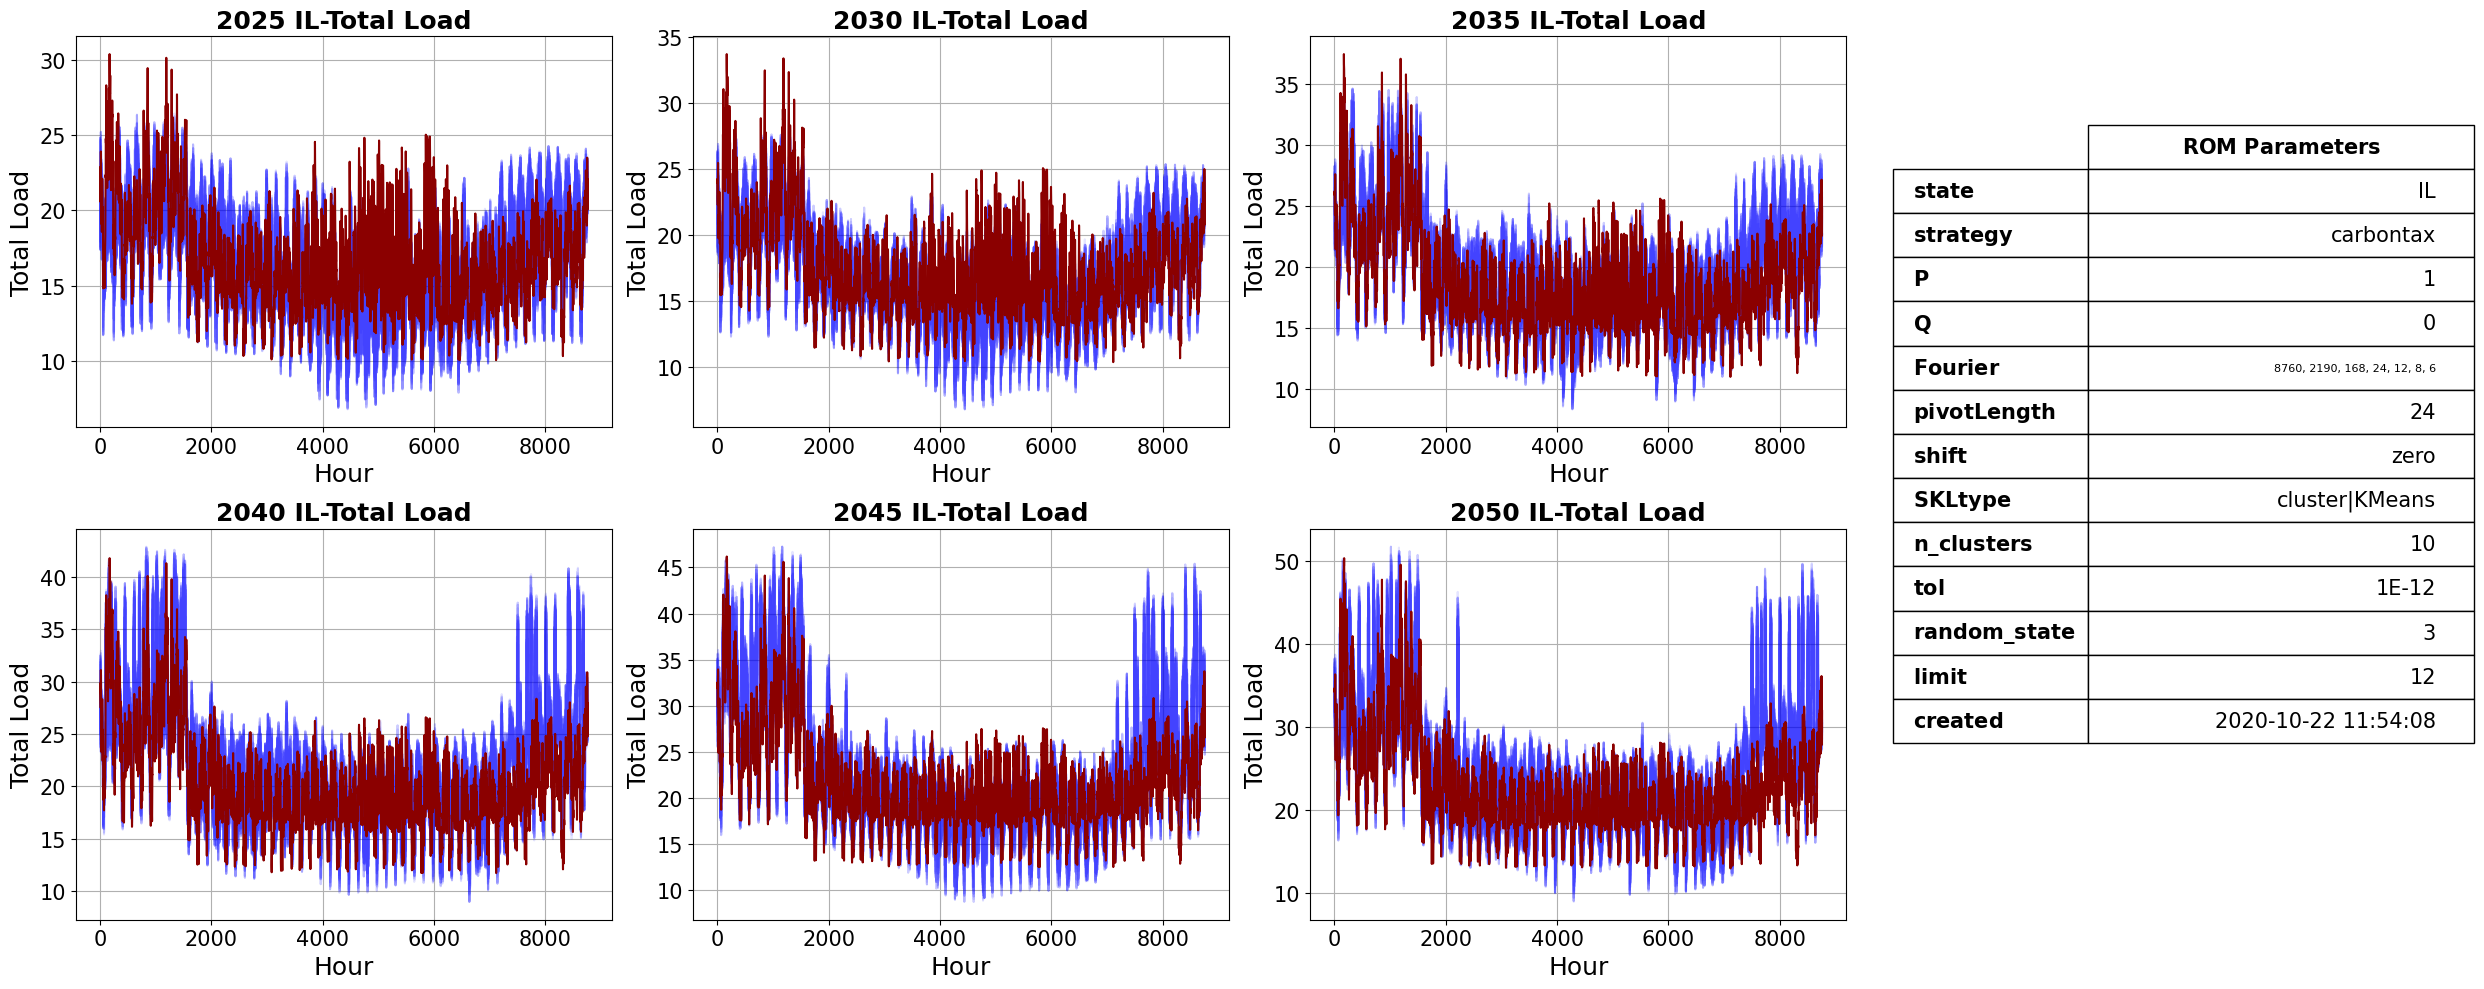 2025 IL-Total Load
Total Load
30
25
20
15
10
0 2000 4000 6000 8000
Hour
2030 IL-Total Load
Total Load
35
30
25
20
15
10
0 2000 4000 6000 8000
Hour
2035 IL-Total Load
Total Load
35
30
25
20
15
10
0 2000 4000 6000 8000
Hour
2040 IL-Total Load
Total Load
40
35
30
25
20
15
10
0 2000 4000 6000 8000
Hour
2045 IL-Total Load
Total Load
45
40
35
30
25
20
15
10
0 2000 4000 6000 8000
Hour
2050 IL-Total Load
Total Load
50
40
30
20
10
0 2000 4000 6000 8000
Hour
ROM Parameters
state IL
strategy carbontax
P 1
Q 0
Fourier 8760, 2190, 168, 24, 12, 8, 6
pivotLength 24
shift zero
SKLtype cluster|KMeans
n_clusters 10
tol 1E-12
random_state 3
limit 12
created 2020-10-22 11:54:08